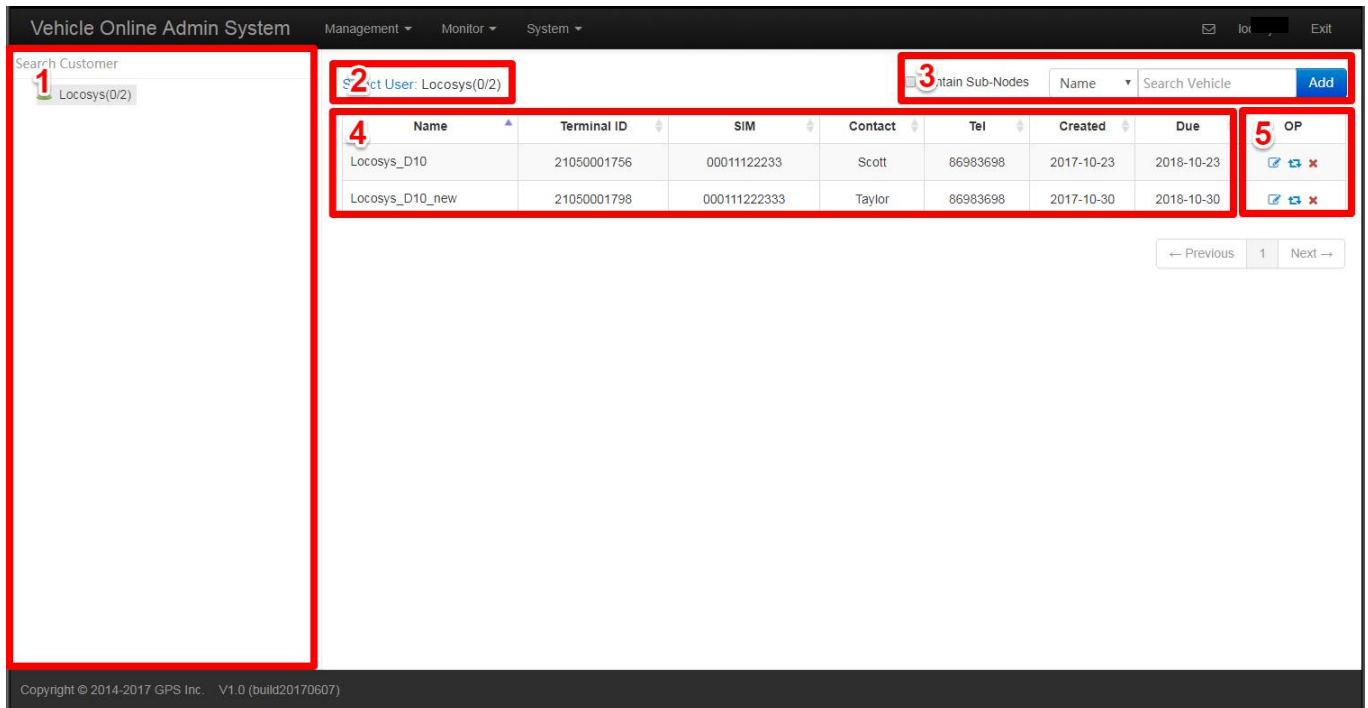 Vehicle Online Admin System Management Monitor System Exit
Search Customer
1
Locosys(0/2)
2 User: Locosys(0/2)
3 Sub-Nodes Name Search Vehicle Add
4 Name Terminal ID SIM Contact Tel Created Due 5 OP
Locosys_D10 21050001756 00011122233 Scott 86983698 2017-10-23 2018-10-23
Locosys_D10_new 21050001798 000111222333 Taylor 86983698 2017-10-30 2018-10-30
← Previous 1 Next →
Copyright © 2014-2017 GPS Inc. V1.0 (build20170607)